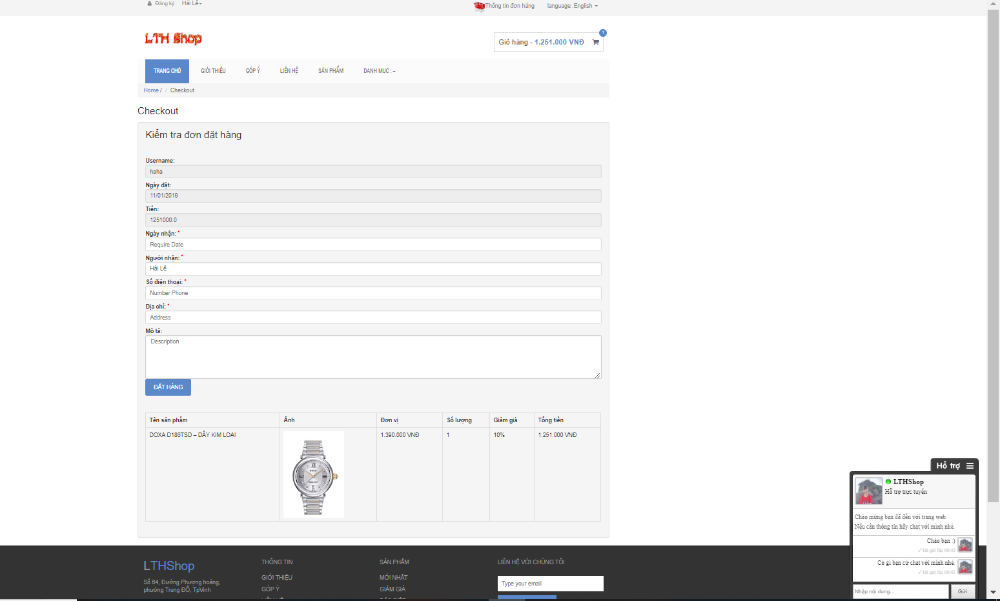 Đăng ký Hải Lê
Thông tin đơn hàng language :English
LTH Shop
Giỏ hàng - 1.251.000 VNĐ
1
TRANG CHỦ GIỚI THIỆU GÓP Ý LIÊN HỆ SẢN PHẨM DANH MỤC :
Home / / Checkout
Checkout
Kiểm tra đơn đặt hàng
Username:
haha
Ngày đặt:
11/01/2019
Tiền:
1251000.0
Ngày nhận: *
Require Date
Người nhận: *
Hải Lê
Số điện thoại: *
Number Phone
Địa chỉ: *
Address
Mô tả:
Description
ĐẶT HÀNG
Tên sản phẩm Ảnh Đơn vị Số lượng Giảm giá Tổng tiền
DOXA D186TSD – DÂY KIM LOẠI 1.390.000 VNĐ 1 10% 1.251.000 VNĐ
DOXA
Hỗ trợ
LTHShop
Hỗ trợ trực tuyến
Chào mừng bạn đã đến với trang web.
Nếu cần thông tin hãy chat với mình nhé.
Chào bạn :)
✓ Đã gửi lúc 00:42
Có gì bạn cứ chat với mình nhé.
✓ Đã gửi lúc 00:42
Nhập nội dung... Gửi
LTHShop
Số 64, Đường Phượng hoàng,
phường Trung ĐÔ, TpVinh
THÔNG TIN
GIỚI THIỆU
GÓP Ý
LIÊN HỆ
SẢN PHẨM
MỚI NHẤT
GIẢM GIÁ
ĐẶC BIỆT
LIÊN HỆ VỚI CHÚNG TÔI
Type your email